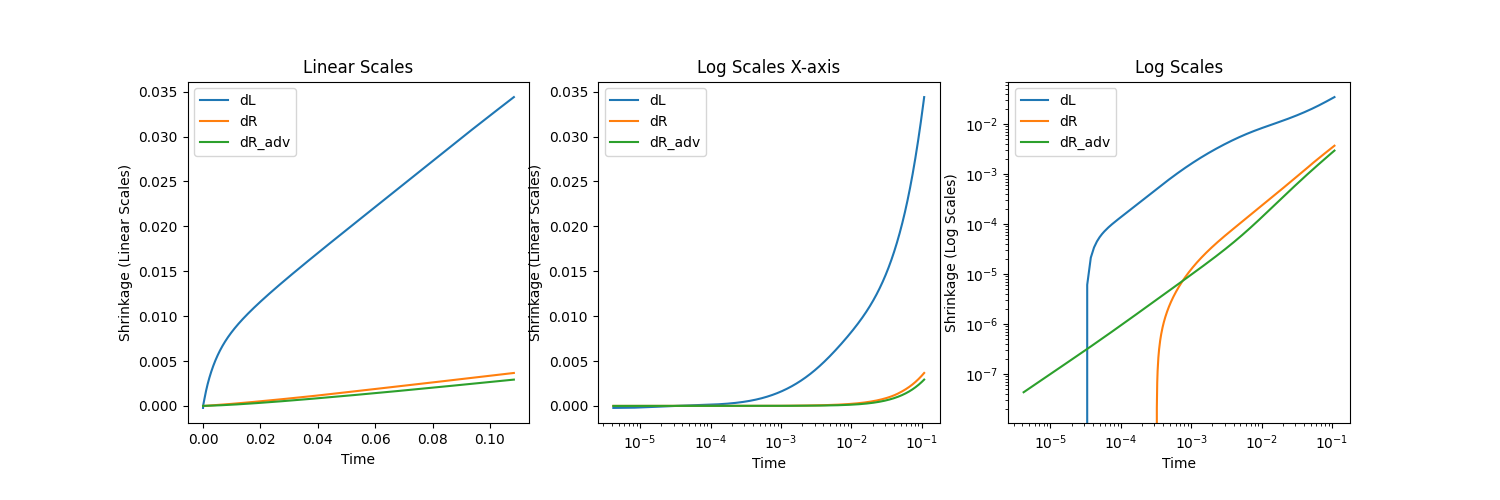 Linear Scales
Shrinkage (Linear Scales)
0.035
0.030
0.025
0.020
0.015
0.010
0.005
0.000
dL
dR
dR_adv
0.00 0.02 0.04 0.06 0.08 0.10
Time
Log Scales X-axis
Shrinkage (Linear Scales)
0.035
0.030
0.025
0.020
0.015
0.010
0.005
0.000
dL
dR
dR_adv
10⁻⁵ 10⁻⁴ 10⁻³ 10⁻² 10⁻¹
Time
Log Scales
Shrinkage (Log Scales)
10⁻²
10⁻³
10⁻⁴
10⁻⁵
10⁻⁶
10⁻⁷
dL
dR
dR_adv
10⁻⁵ 10⁻⁴ 10⁻³ 10⁻² 10⁻¹
Time